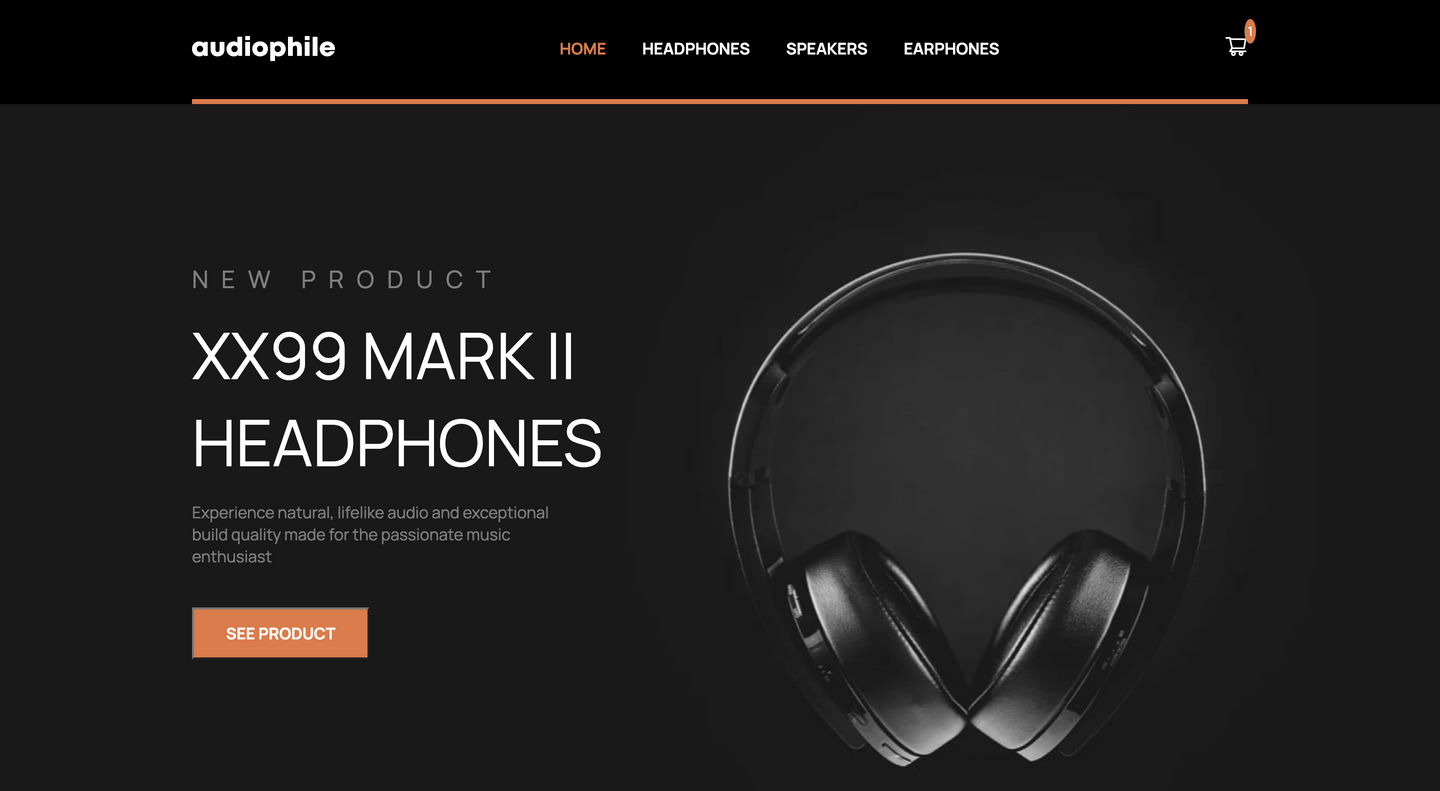 audiophile
HOME HEADPHONES SPEAKERS EARPHONES
1
NEW PRODUCT
XX99 MARK II
HEADPHONES
Experience natural, lifelike audio and exceptional
build quality made for the passionate music
enthusiast
SEE PRODUCT